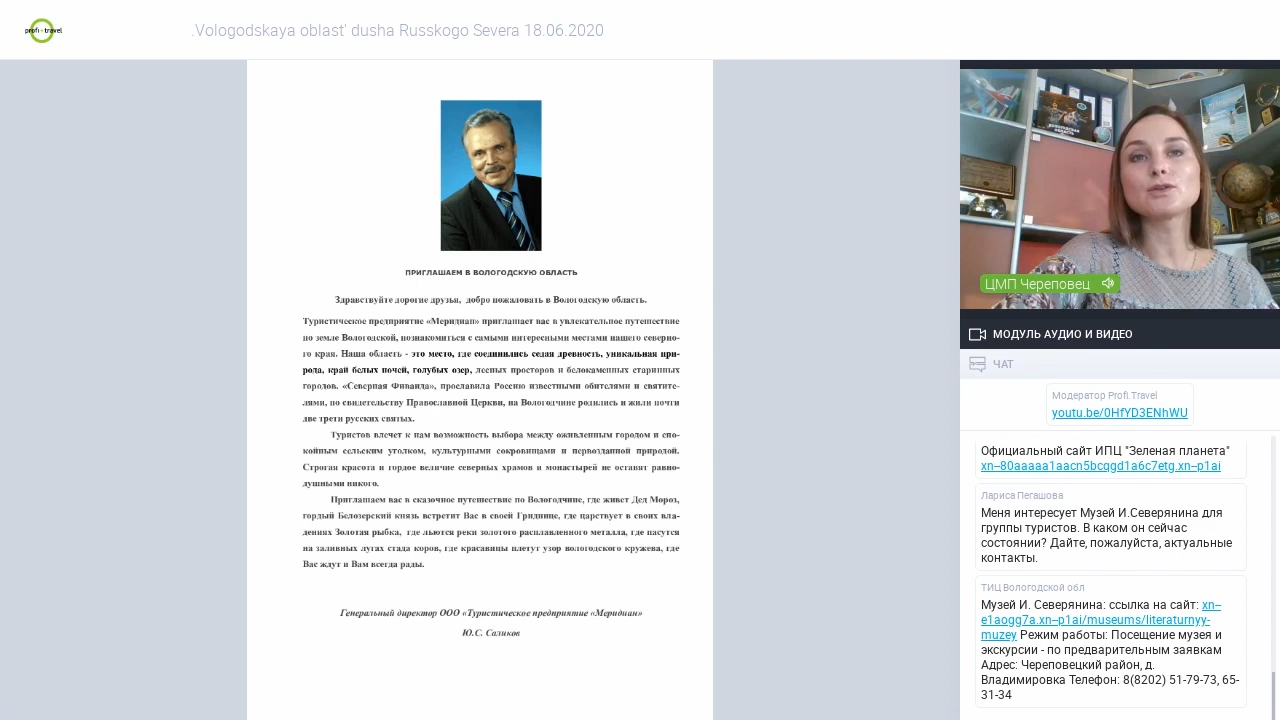 profi travel
.Vologodskaya oblast' dusha Russkogo Severa 18.06.2020
ПРИГЛАШАЕМ В ВОЛОГОДСКУЮ ОБЛАСТЬ
Здравствуйте дорогие друзья, добро пожаловать в Вологодскую область.
Туристическое предприятие «Меридиан» приглашает вас в увлекательное путешествие
по земле Вологодской, познакомиться с самыми интересными местами нашего северно-
го края. Наша область - это место, где соединились седая древность, уникальная при-
рода, край белых ночей, голубых озер, лесных просторов и белокаменных старинных
городов. «Северная Фиваида», прославила Россию известными обителями и святите-
лями, по свидетельству Православной Церкви, на Вологодчине родились и жили почти
две трети русских святых.
Туристов влечет к нам возможность выбора между оживленным городом и спо-
койным сельским уголком, культурными сокровищами и первозданной природой.
Строгая красота и гордое величие северных храмов и монастырей не оставят равно-
душными никого.
Приглашаем вас в сказочное путешествие по Вологодчине, где живет Дед Мороз,
гордый Белозерский князь встретит Вас в своей Гриднице, где царствует в своих вла-
дениях Золотая рыбка, где льются реки золотого расплавленного металла, где пасутся
на заливных лугах стада коров, где красавицы плетут узор вологодского кружева, где
Вас ждут и Вам всегда рады.
Генеральный директор ООО «Туристическое предприятие «Меридиан»
Ю.С. Саликов
ЦМП Череповец
МОДУЛЬ АУДИО И ВИДЕО
ЧАТ
Модератор Profi.Travel
youtu.be/0HfYD3ENhWU
Официальный сайт ИПЦ "Зеленая планета"
xn--80aaaaa1aacn5bcqgd1a6c7etg.xn--p1ai
Лариса Пегашова
Меня интересует Музей И.Северянина для
группы туристов. В каком он сейчас
состоянии? Дайте, пожалуйста, актуальные
контакты.
ТИЦ Вологодской обл
Музей И. Северянина: ссылка на сайт: xn--
e1aogg7a.xn--p1ai/museums/literaturnyy-
muzey Режим работы: Посещение музея и
экскурсии - по предварительным заявкам
Адрес: Череповецкий район, д.
Владимировка Телефон: 8(8202) 51-79-73, 65-
31-34